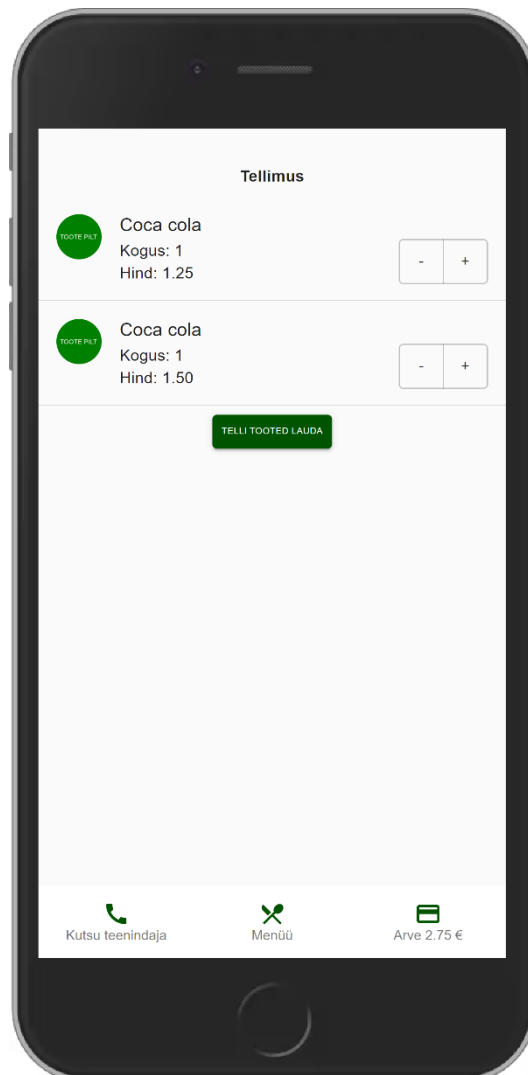 Tellimus
TOOTE PILT
Coca cola
Kogus: 1
Hind: 1.25
- +
TOOTE PILT
Coca cola
Kogus: 1
Hind: 1.50
- +
TELLI TOOTED LAUDA
Kutsu teenindaja
Menüü
Arve 2.75 €